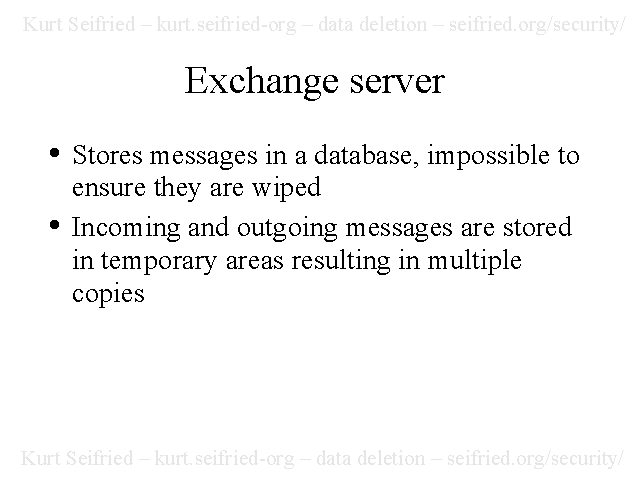 Kurt Seifried – kurt.seifried-org – data deletion – seifried.org/security/
Exchange server
• Stores messages in a database, impossible to
ensure they are wiped
• Incoming and outgoing messages are stored
in temporary areas resulting in multiple
copies
Kurt Seifried – kurt.seifried-org – data deletion – seifried.org/security/